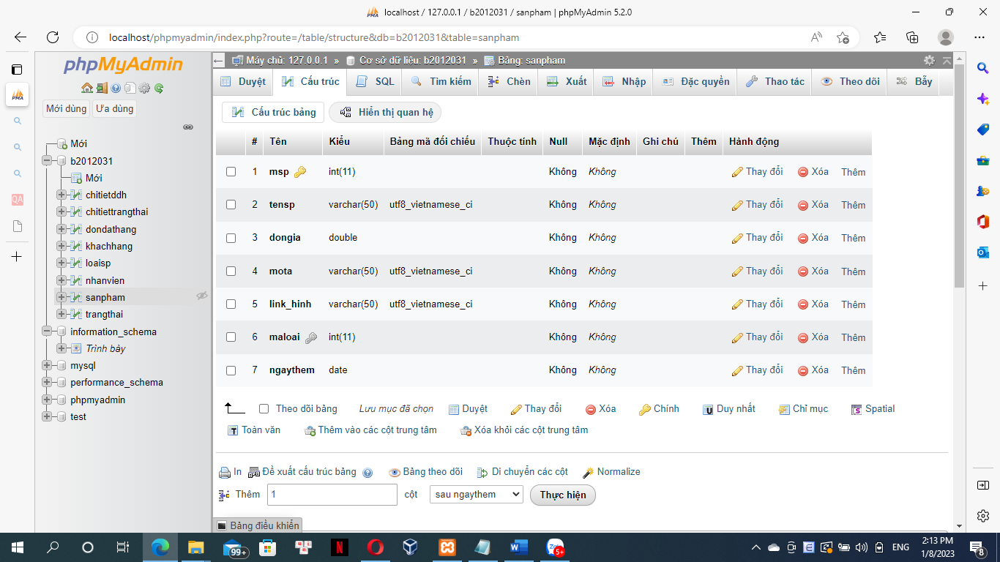 localhost / 127.0.0.1 / b2012031 / sanpham | phpMyAdmin 5.2.0
localhost/phpmyadmin/index.php?route=/table/structure&db=b2012031&table=sanpham
phpMyAdmin
Mới dùng Ưa dùng
Mới
b2012031
Mới
chitietddh
chitiettrangthai
dondathang
khachhang
loaisp
nhanvien
sanpham
trangthai
information_schema
Trình bày
mysql
performance_schema
phpmyadmin
test
Máy chủ: 127.0.0.1 » Cơ sở dữ liệu: b2012031 » Bảng: sanpham
Duyệt Cấu trúc SQL Tìm kiếm Chèn Xuất Nhập Đặc quyền Thao tác Theo dõi Bẫy
Cấu trúc bảng Hiển thị quan hệ
# Tên Kiểu Bảng mã đối chiếu Thuộc tính Null Mặc định Ghi chú Thêm Hành động
1 msp int(11) Không Không Thay đổi Xóa Thêm
2 tensp varchar(50) utf8_vietnamese_ci Không Không Thay đổi Xóa Thêm
3 dongia double Không Không Thay đổi Xóa Thêm
4 mota varchar(50) utf8_vietnamese_ci Không Không Thay đổi Xóa Thêm
5 link_hinh varchar(50) utf8_vietnamese_ci Không Không Thay đổi Xóa Thêm
6 maloai int(11) Không Không Thay đổi Xóa Thêm
7 ngaythem date Không Không Thay đổi Xóa Thêm
Theo dõi bảng Lưu mục đã chọn Duyệt Thay đổi Xóa Chính Duy nhất Chỉ mục Spatial
Toàn văn Thêm vào các cột trung tâm Xóa khỏi các cột trung tâm
In Đề xuất cấu trúc bảng Bảng theo dõi Di chuyển các cột Normalize
Thêm 1 cột sau ngaythem Thực hiện
Bảng điều khiển
99+ 5+ ENG 2:13 PM
1/8/2023 8